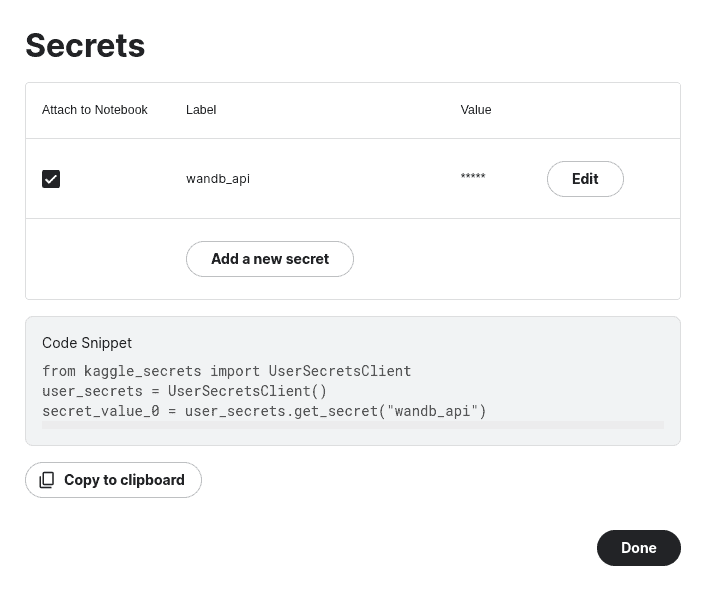 Secrets
Attach to Notebook Label Value
wandb_api ***** Edit
Add a new secret
Code Snippet
from kaggle_secrets import UserSecretsClient
user_secrets = UserSecretsClient()
secret_value_0 = user_secrets.get_secret("wandb_api")
Copy to clipboard
Done